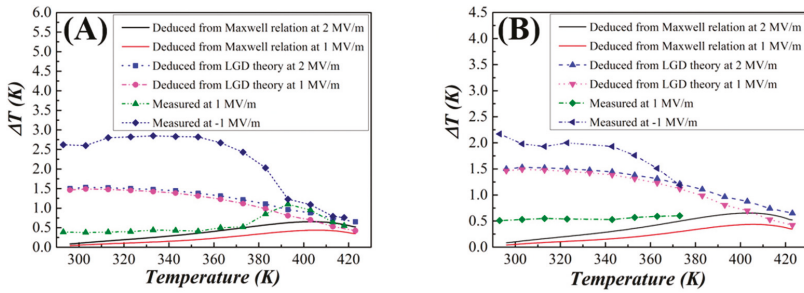 (A)
Deduced from Maxwell relation at 2 MV/m
Deduced from Maxwell relation at 1 MV/m
Deduced from LGD theory at 2 MV/m
Deduced from LGD theory at 1 MV/m
Measured at 1 MV/m
Measured at -1 MV/m
6.0
5.5
5.0
4.5
4.0
3.5
3.0
2.5
2.0
1.5
1.0
0.5
0.0
ΔT (K)
300 320 340 360 380 400 420
Temperature (K)
(B)
Deduced from Maxwell relation at 2 MV/m
Deduced from Maxwell relation at 1 MV/m
Deduced from LGD theory at 2 MV/m
Deduced from LGD theory at 1 MV/m
Measured at 1 MV/m
Measured at -1 MV/m
4.5
4.0
3.5
3.0
2.5
2.0
1.5
1.0
0.5
0.0
ΔT (K)
300 320 340 360 380 400 420
Temperature (K)